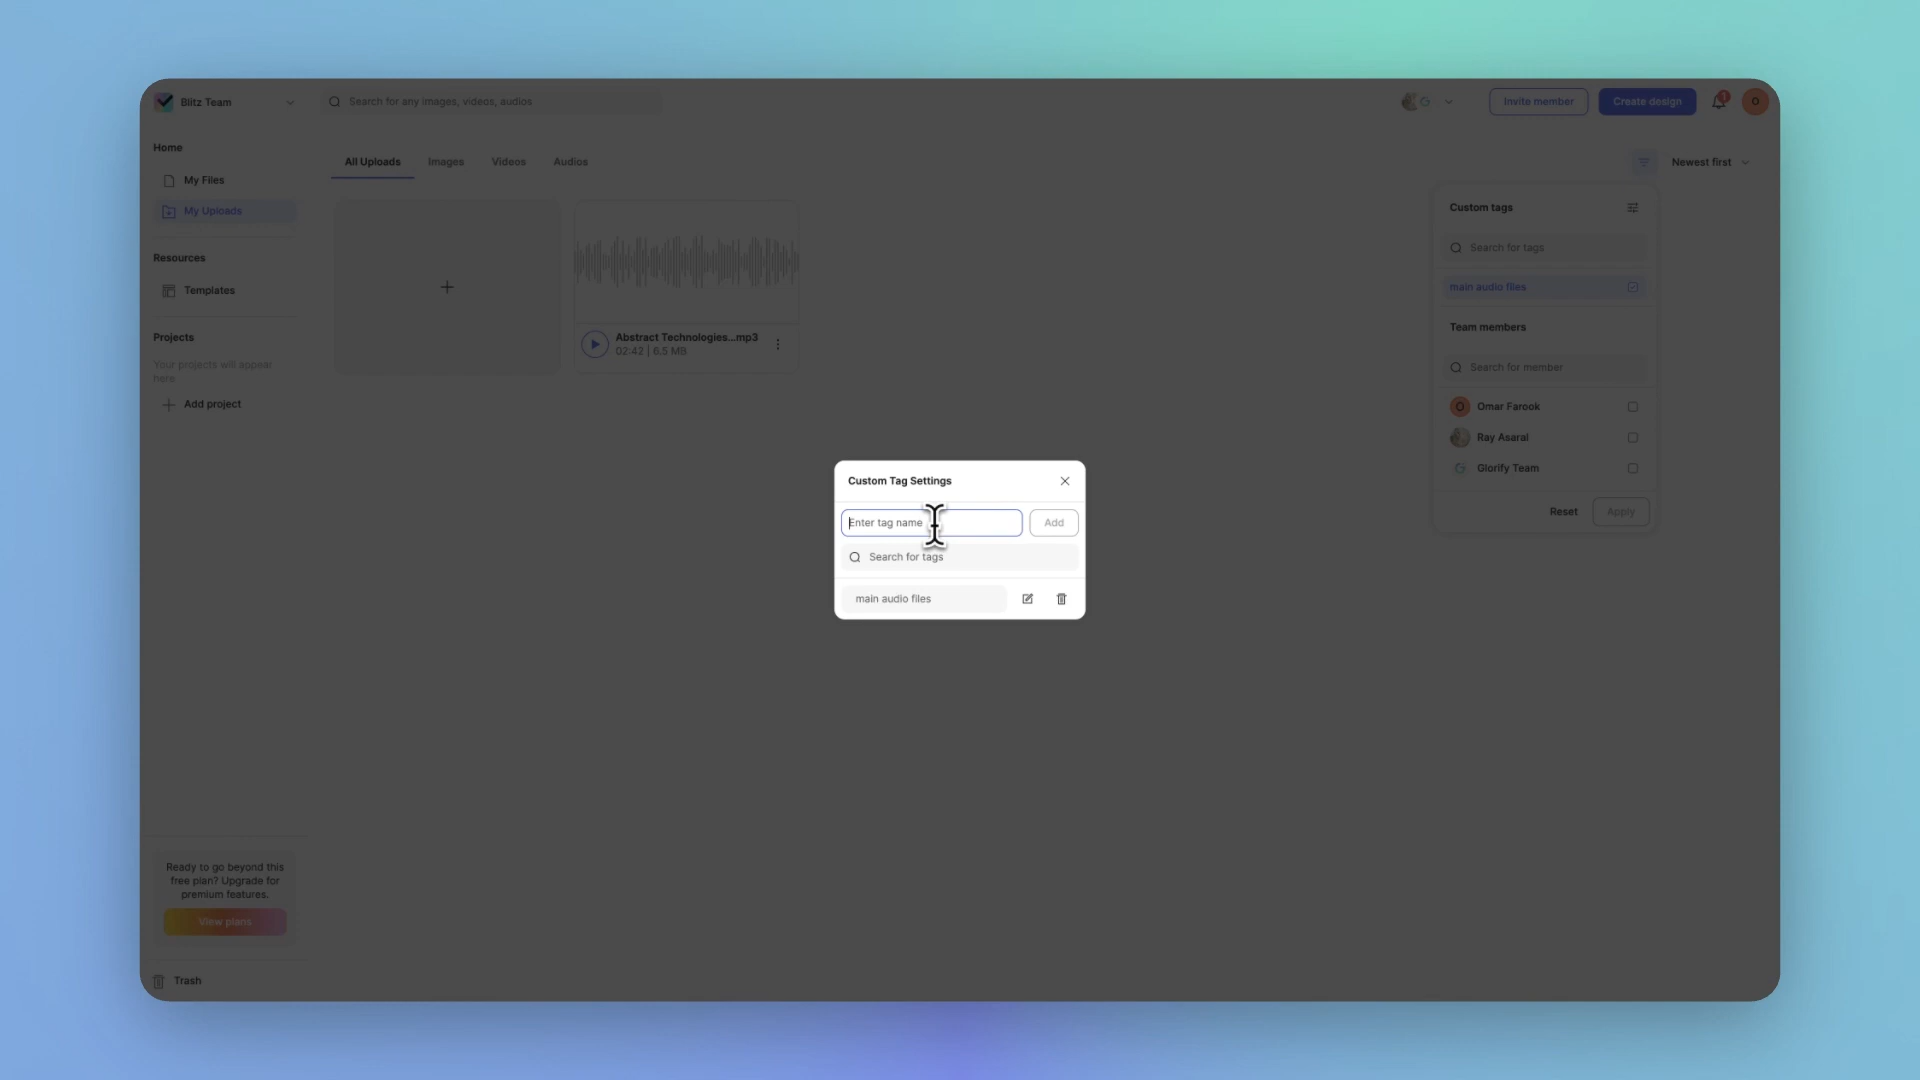 Blitz Team
Search for any images, videos, audios
G
Invite member
Create design
1
O
Home
My Files
My Uploads
Resources
Templates
Projects
Your projects will appear
here
Add project
All Uploads
Images
Videos
Audios
Newest first
Abstract Technologies...mp3
02:42 | 6.5 MB
Custom tags
Search for tags
main audio files
Team members
Search for member
O
Omar Farook
Ray Asaral
G
Glorify Team
Reset
Apply
Custom Tag Settings
Enter tag name
Add
Search for tags
main audio files
Ready to go beyond this
free plan? Upgrade for
premium features.
View plans
Trash